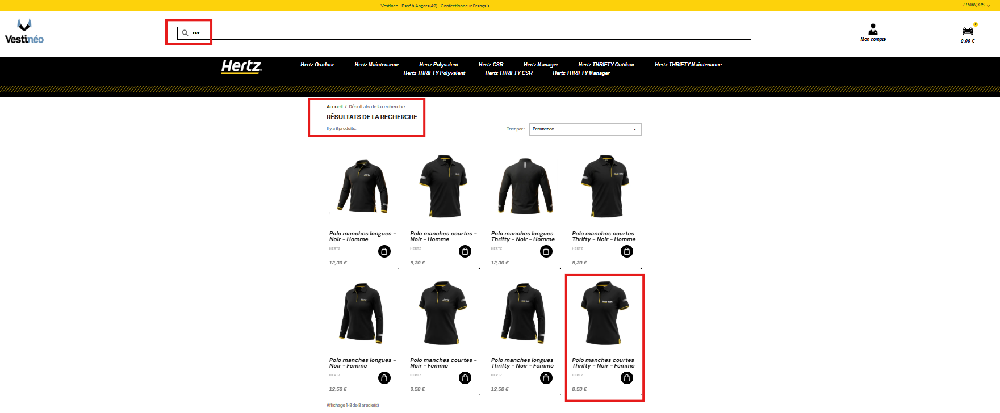 Vestineo - Basé à Angers(49) - Confectionneur Français
FRANÇAIS
Vestinéo
polo
Mon compte
0,00 €
Hertz
Hertz Outdoor
Hertz Maintenance
Hertz Polyvalent
Hertz CSR
Hertz Manager
Hertz THRIFTY Outdoor
Hertz THRIFTY Maintenance
Hertz THRIFTY Polyvalent
Hertz THRIFTY CSR
Hertz THRIFTY Manager
Accueil / Résultats de la recherche
RÉSULTATS DE LA RECHERCHE
Il y a 8 produits.
Trier par :
Pertinence
Hertz
Hertz
Polo manches longues -
Noir - Homme
HERTZ
12,30 €
Polo manches courtes -
Noir - Homme
HERTZ
8,30 €
Polo manches longues
Thrifty - Noir - Homme
HERTZ
12,30 €
Polo manches courtes
Thrifty - Noir - Homme
HERTZ
8,30 €
Hertz
Hertz
Polo manches longues -
Noir - Femme
HERTZ
12,50 €
Polo manches courtes -
Noir - Femme
HERTZ
8,50 €
Polo manches longues
Thrifty - Noir - Femme
HERTZ
12,50 €
Polo manches courtes
Thrifty - Noir - Femme
HERTZ
8,50 €
Affichage 1-8 de 8 article(s)